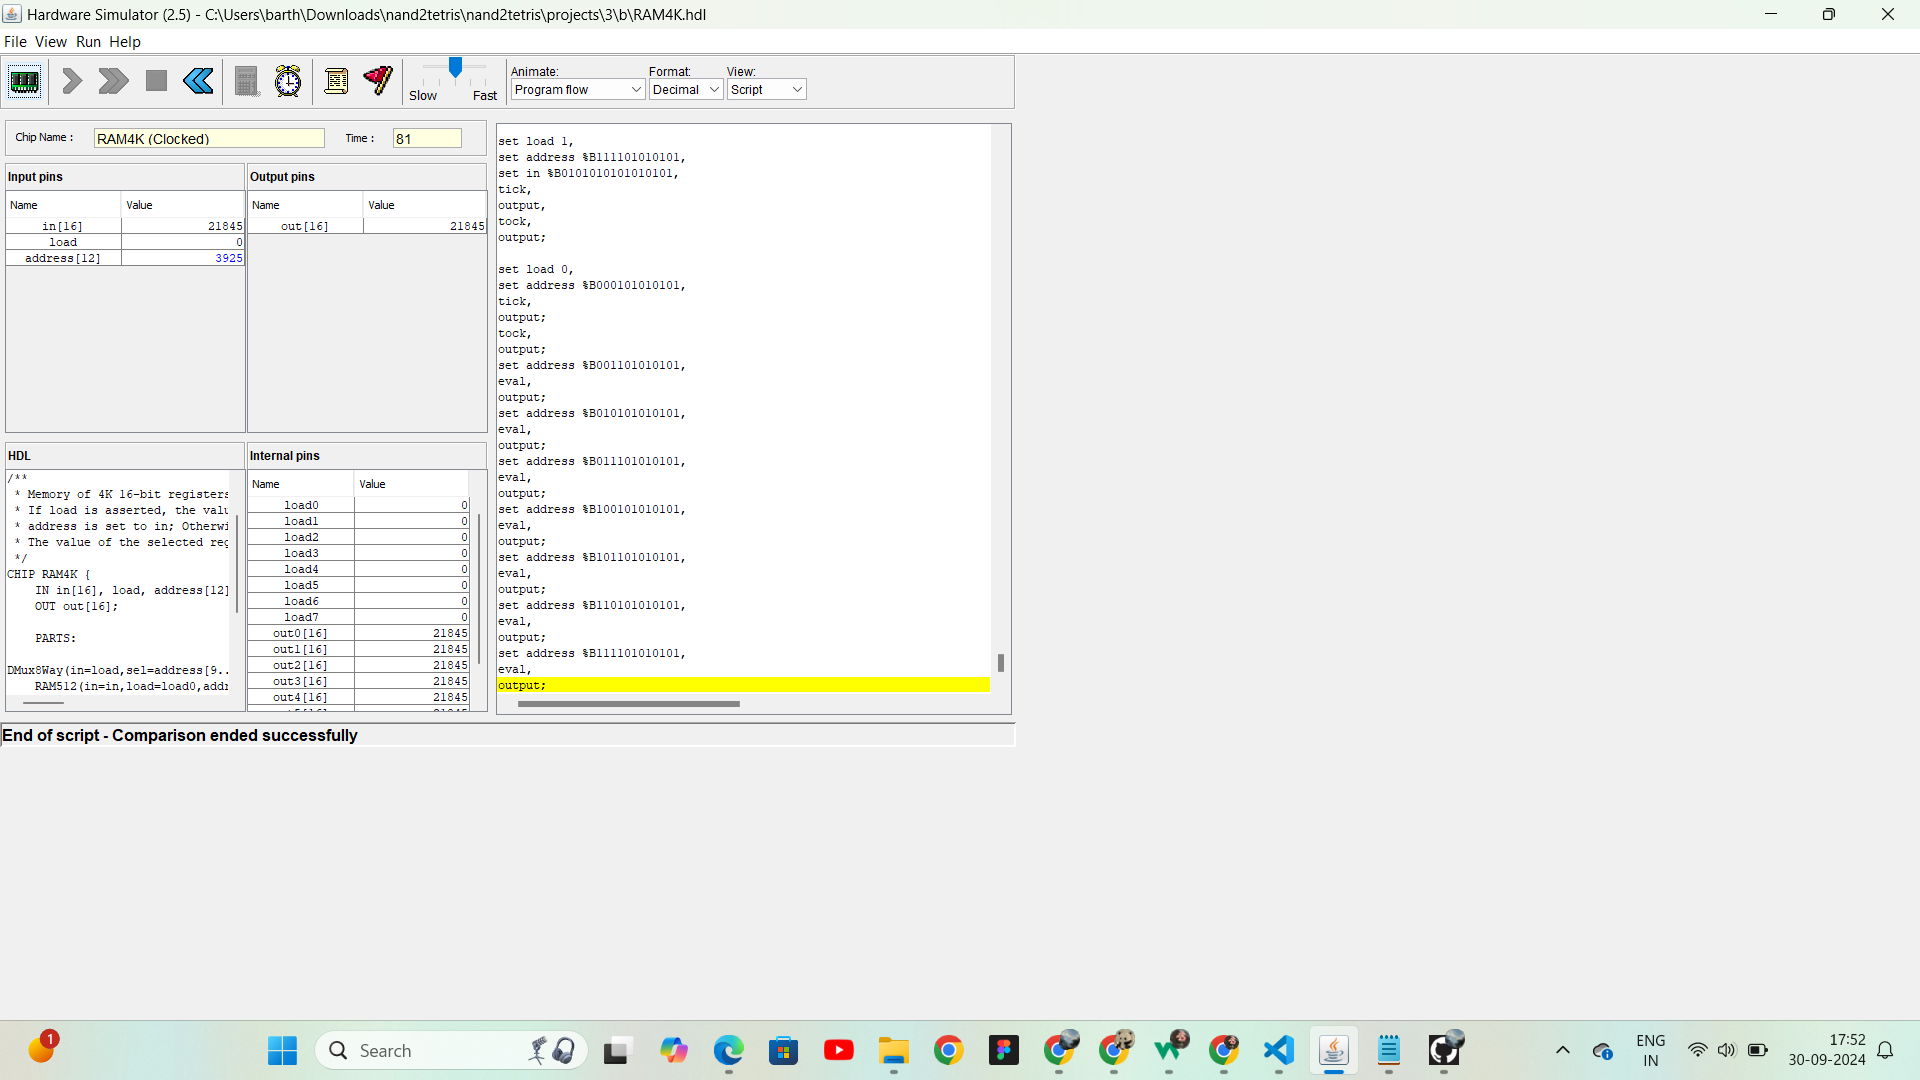 Hardware Simulator (2.5) - C:\Users\barth\Downloads\nand2tetris\nand2tetris\projects\3\b\RAM4K.hdl
File View Run Help
Slow Fast
Animate:
Program flow
Format:
Decimal
View:
Script
Chip Name :
RAM4K (Clocked)
Time :
81
Input pins
Name Value
in[16] 21845
load 0
address[12] 3925
Output pins
Name Value
out[16] 21845
HDL
/**
* Memory of 4K 16-bit registers
* If load is asserted, the valu
* address is set to in; Otherwi
* The value of the selected reg
*/
CHIP RAM4K {
IN in[16], load, address[12]
OUT out[16];
PARTS:
DMux8Way(in=load,sel=address[9..
RAM512(in=in,load=load0,addr
Internal pins
Name Value
load0 0
load1 0
load2 0
load3 0
load4 0
load5 0
load6 0
load7 0
out0[16] 21845
out1[16] 21845
out2[16] 21845
out3[16] 21845
out4[16] 21845
set load 1,
set address %B111101010101,
set in %B0101010101010101,
tick,
output,
tock,
output;
set load 0,
set address %B000101010101,
tick,
output;
tock,
output;
set address %B001101010101,
eval,
output;
set address %B010101010101,
eval,
output;
set address %B011101010101,
eval,
output;
set address %B100101010101,
eval,
output;
set address %B101101010101,
eval,
output;
set address %B110101010101,
eval,
output;
set address %B111101010101,
eval,
output;
End of script - Comparison ended successfully
1
Search
ENG
IN
17:52
30-09-2024